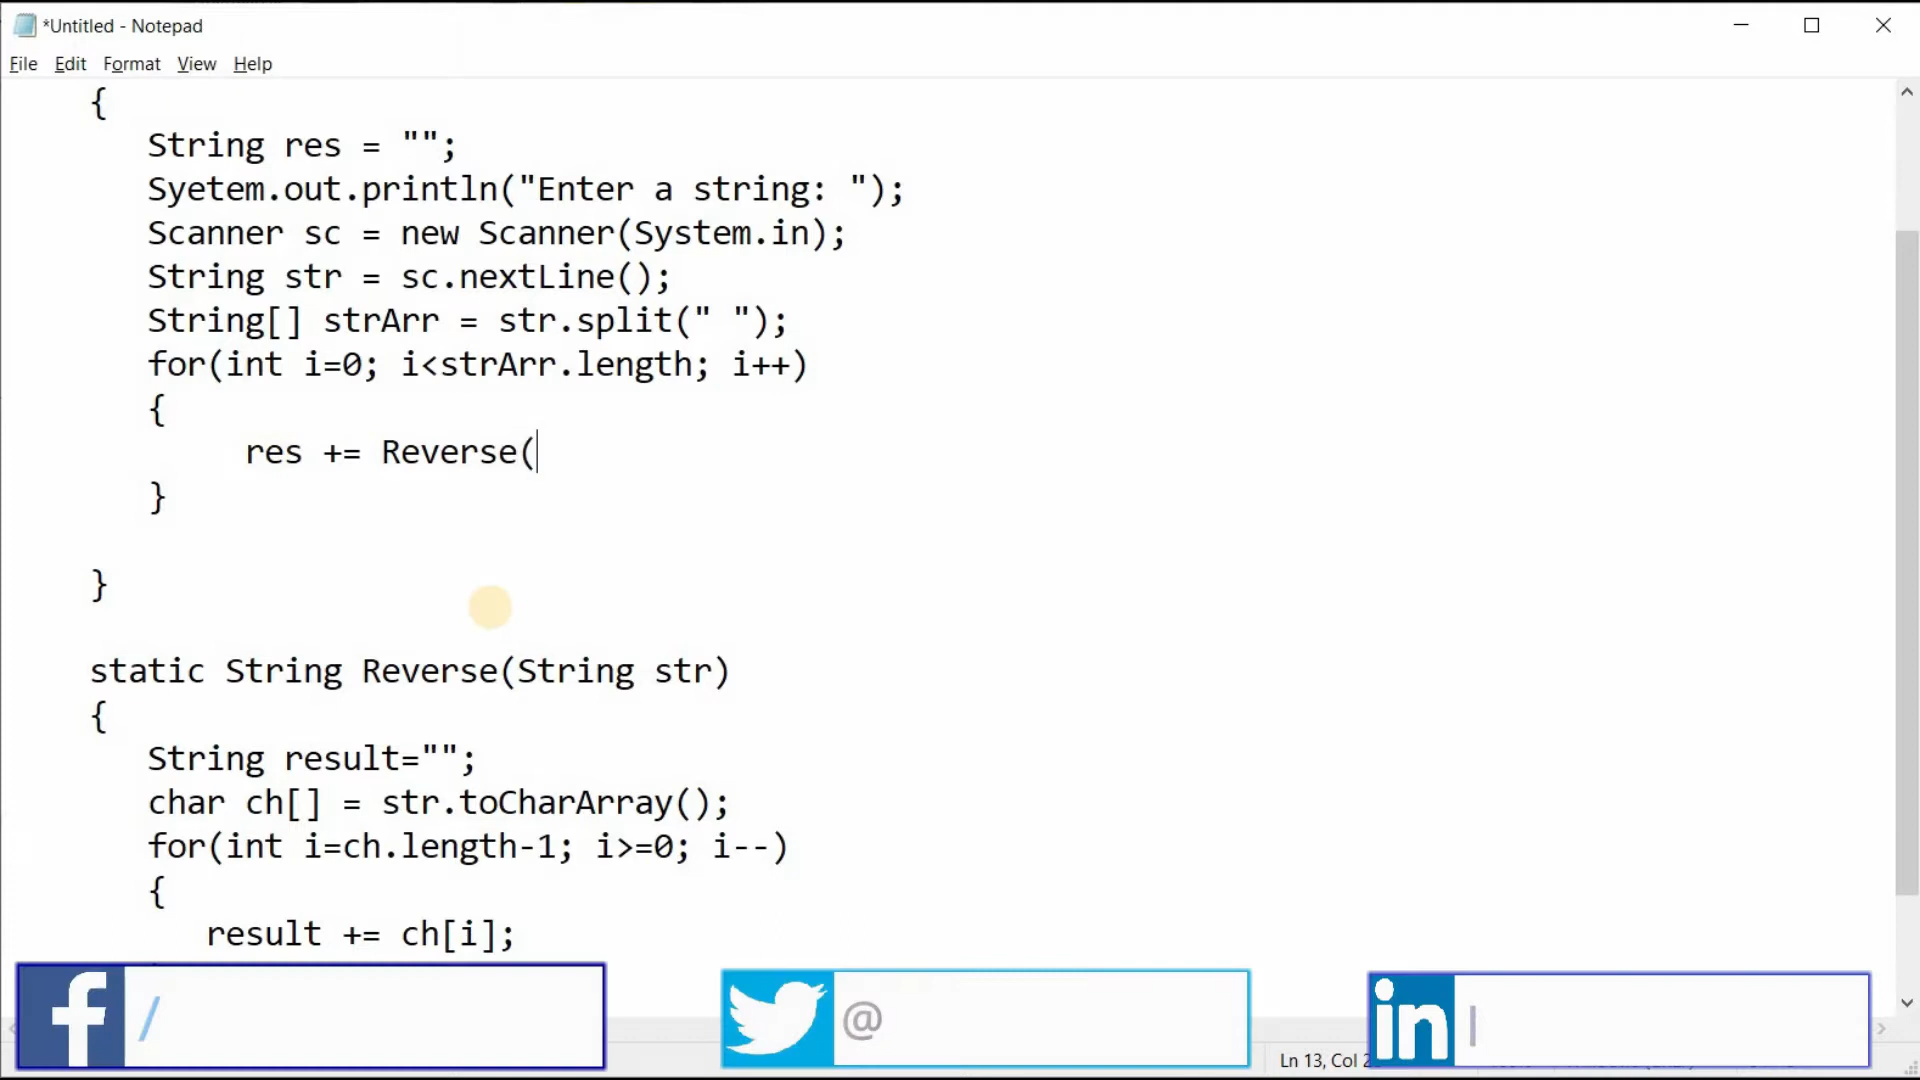 *Untitled - Notepad
File Edit Format View Help
{
String res = "";
Syetem.out.println("Enter a string: ");
Scanner sc = new Scanner(System.in);
String str = sc.nextLine();
String[] strArr = str.split(" ");
for(int i=0; i<strArr.length; i++)
{
res += Reverse(
}
}
static String Reverse(String str)
{
String result="";
char ch[] = str.toCharArray();
for(int i=ch.length-1; i>=0; i--)
{
result += ch[i];
f /
@
in
Ln 13, Col